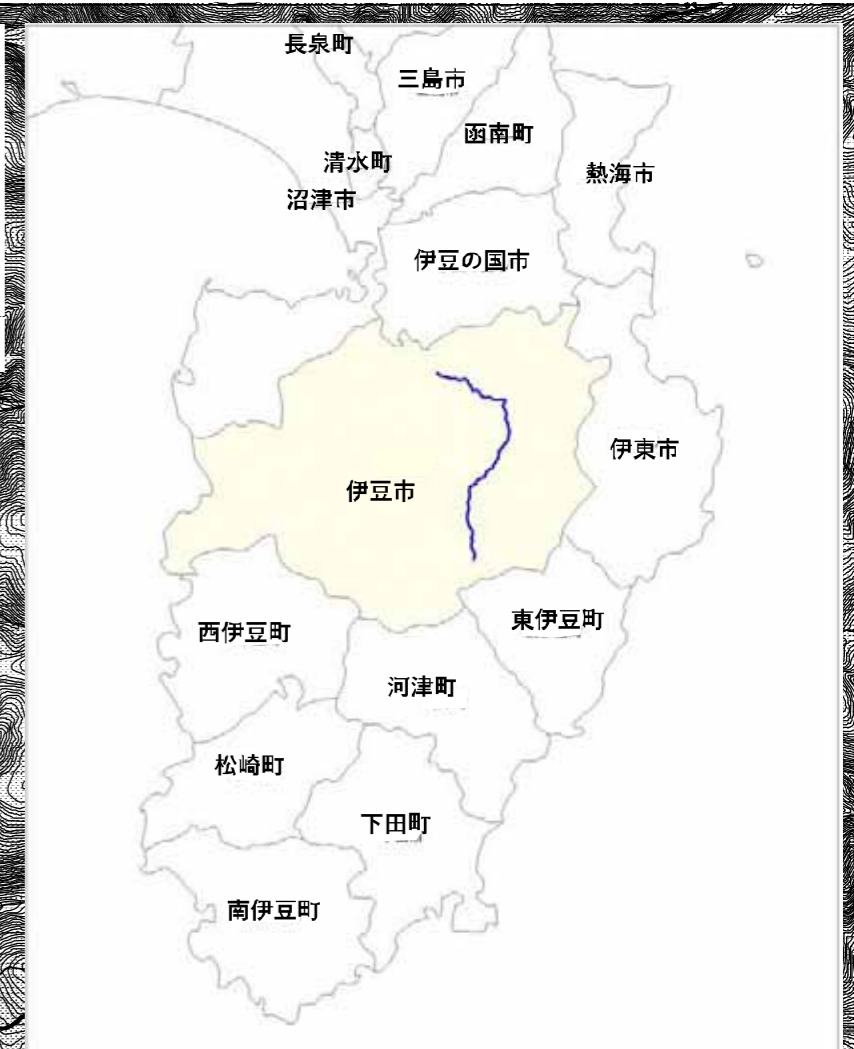 長泉町
三島市
函南町
清水町
熱海市
沼津市
伊豆の国市
伊東市
伊豆市
東伊豆町
西伊豆町
河津町
松崎町
下田町
南伊豆町